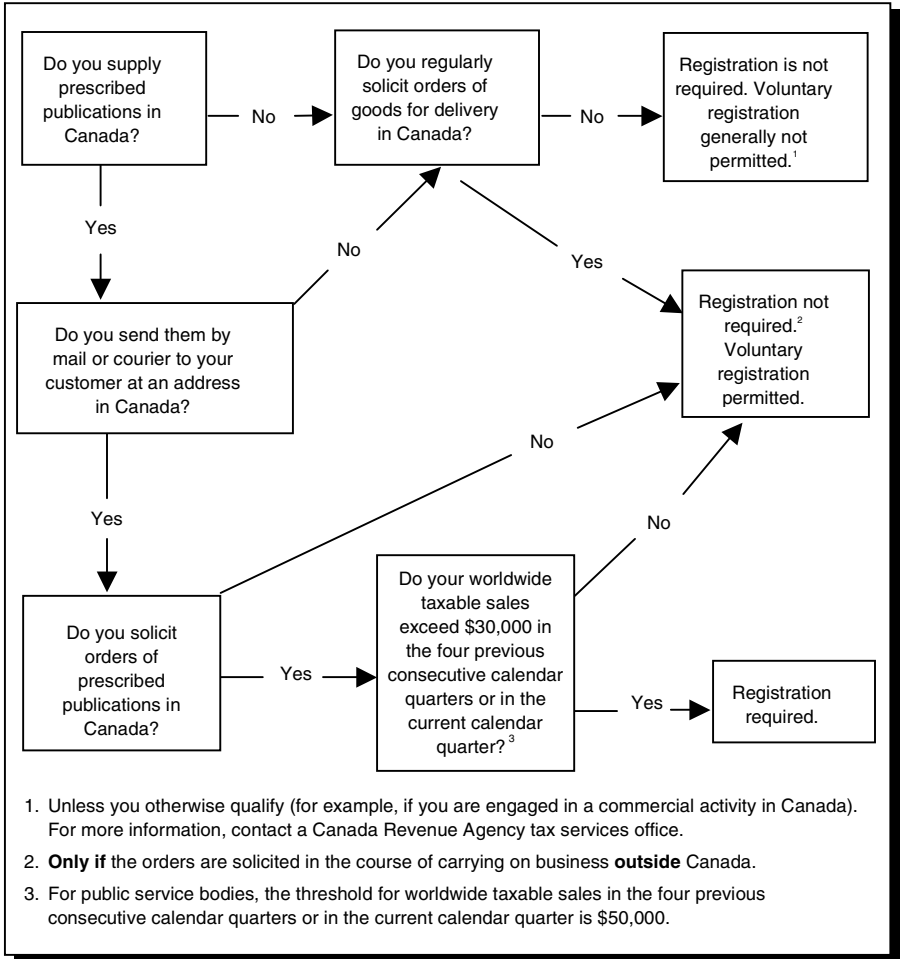 Do you supply
prescribed
publications in
Canada?
No
Do you regularly
solicit orders of
goods for delivery
in Canada?
No
Registration is not
required. Voluntary
registration
generally not
permitted.1
Yes
No
Yes
Do you send them by
mail or courier to your
customer at an address
in Canada?
Registration not
required.2
Voluntary
registration
permitted.
No
Yes
No
Do you solicit
orders of
prescribed
publications in
Canada?
Yes
Do your worldwide
taxable sales
exceed $30,000 in
the four previous
consecutive calendar
quarters or in the
current calendar
quarter?3
Yes
Registration
required.
1. Unless you otherwise qualify (for example, if you are engaged in a commercial activity in Canada).
For more information, contact a Canada Revenue Agency tax services office.
2. Only if the orders are solicited in the course of carrying on business outside Canada.
3. For public service bodies, the threshold for worldwide taxable sales in the four previous
consecutive calendar quarters or in the current calendar quarter is $50,000.